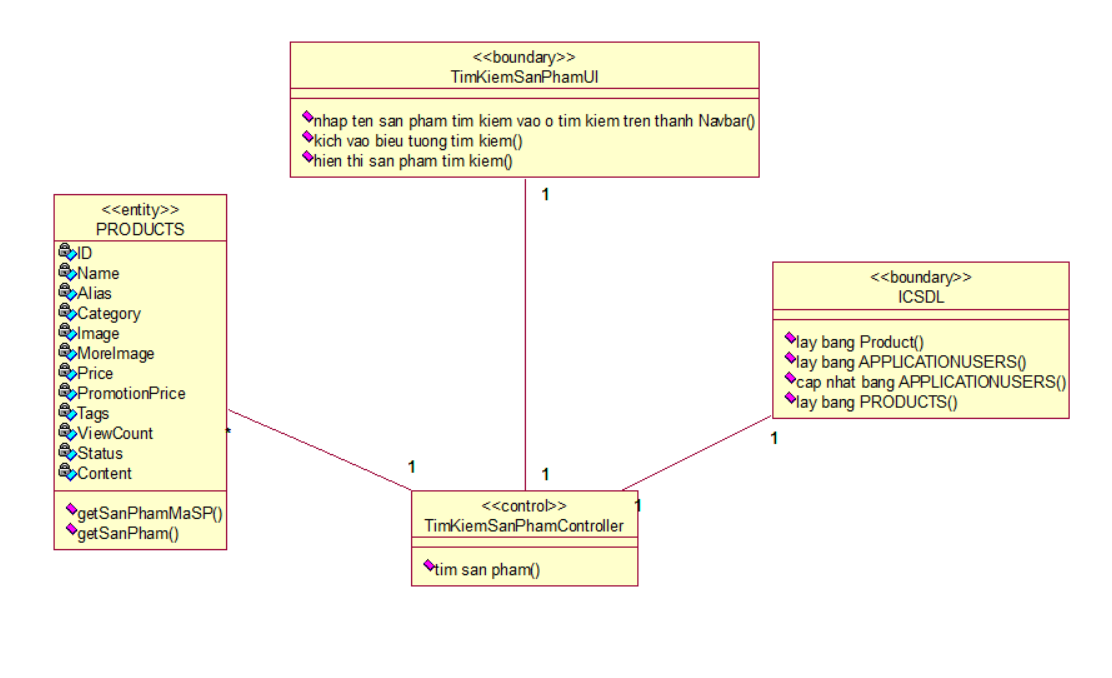 <<boundary>>
TimKiemSanPhamUI
nhap ten san pham tim kiem vao o tim kiem tren thanh Navbar()
kich vao bieu tuong tim kiem()
hien thi san pham tim kiem()
1
<<entity>>
PRODUCTS
ID
Name
Alias
Category
Image
MoreImage
Price
PromotionPrice
Tags
ViewCount
Status
Content
getSanPhamMaSP()
getSanPham()
*
1
<<boundary>>
ICSDL
lay bang Product()
lay bang APPLICATIONUSERS()
cap nhat bang APPLICATIONUSERS()
lay bang PRODUCTS()
1
1
1
<<control>>
TimKiemSanPhamController
tim san pham()